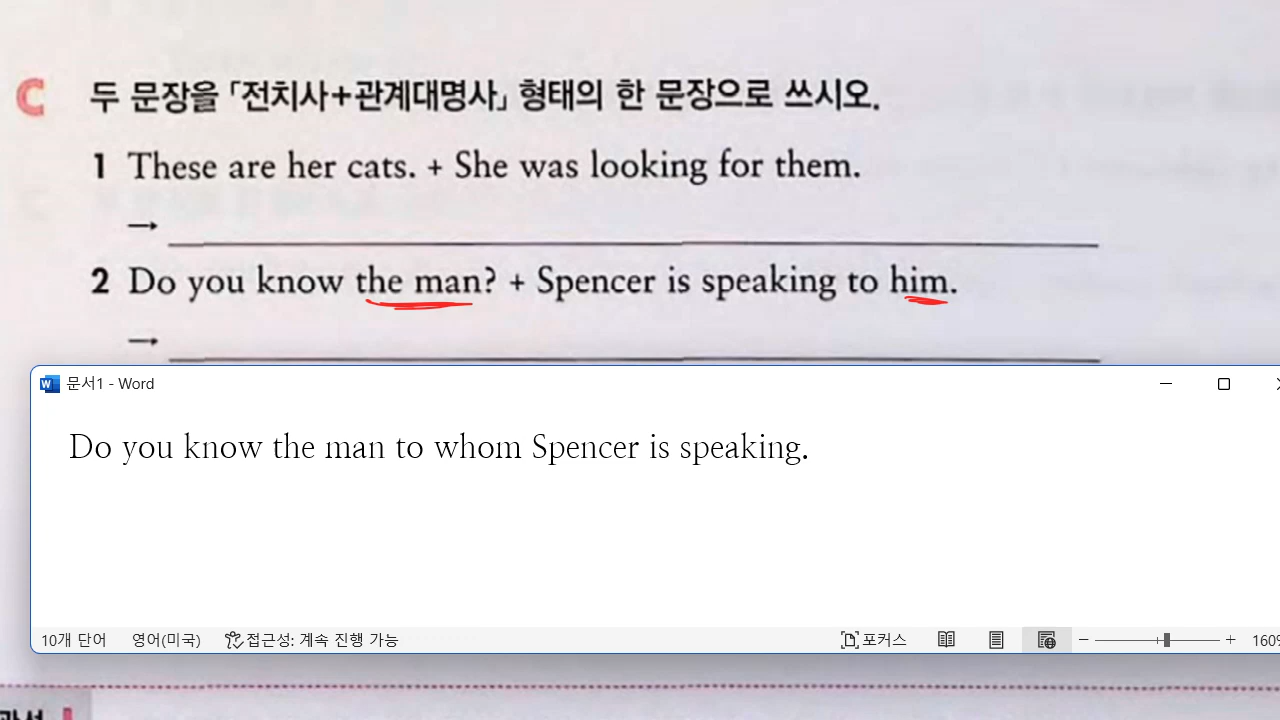 C 두 문장을 「전치사+관계대명사」 형태의 한 문장으로 쓰시오.
1 These are her cats. + She was looking for them.
→
2 Do you know the man? + Spencer is speaking to him.
→
문서1 - Word
Do you know the man to whom Spencer is speaking.
10개 단어 영어(미국) 접근성: 계속 진행 가능 포커스 160%